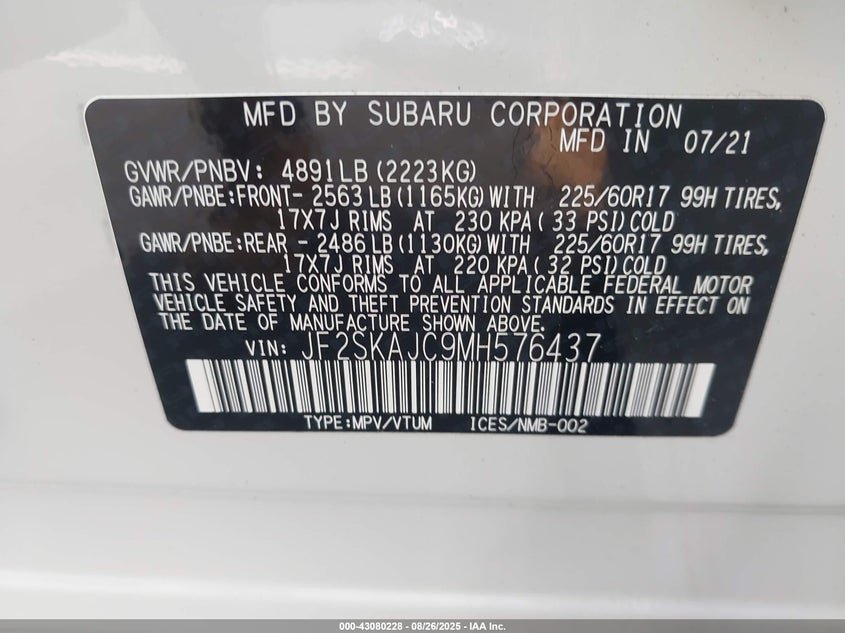 MFD BY SUBARU CORPORATION
MFD IN 07/21
GVWR/PNBV: 4891LB (2223KG)
GAWR/PNBE:FRONT- 2563 LB (1165KG) WITH 225/60R17 99H TIRES,
17X7J RIMS AT 230 KPA ( 33 PSI) COLD
GAWR/PNBE:REAR - 2486 LB (1130KG) WITH 225/60R17 99H TIRES,
17X7J RIMS AT 220 KPA ( 32 PSI) COLD
THIS VEHICLE CONFORMS TO ALL APPLICABLE FEDERAL MOTOR
VEHICLE SAFETY AND THEFT PREVENTION STANDARDS IN EFFECT ON
THE DATE OF MANUFACTURE SHOWN ABOVE.
VIN: JF2SKAJC9MH576437
TYPE:MPV/VTUM ICES/NMB-002
000-43080228 - 08/26/2025 - IAA Inc.